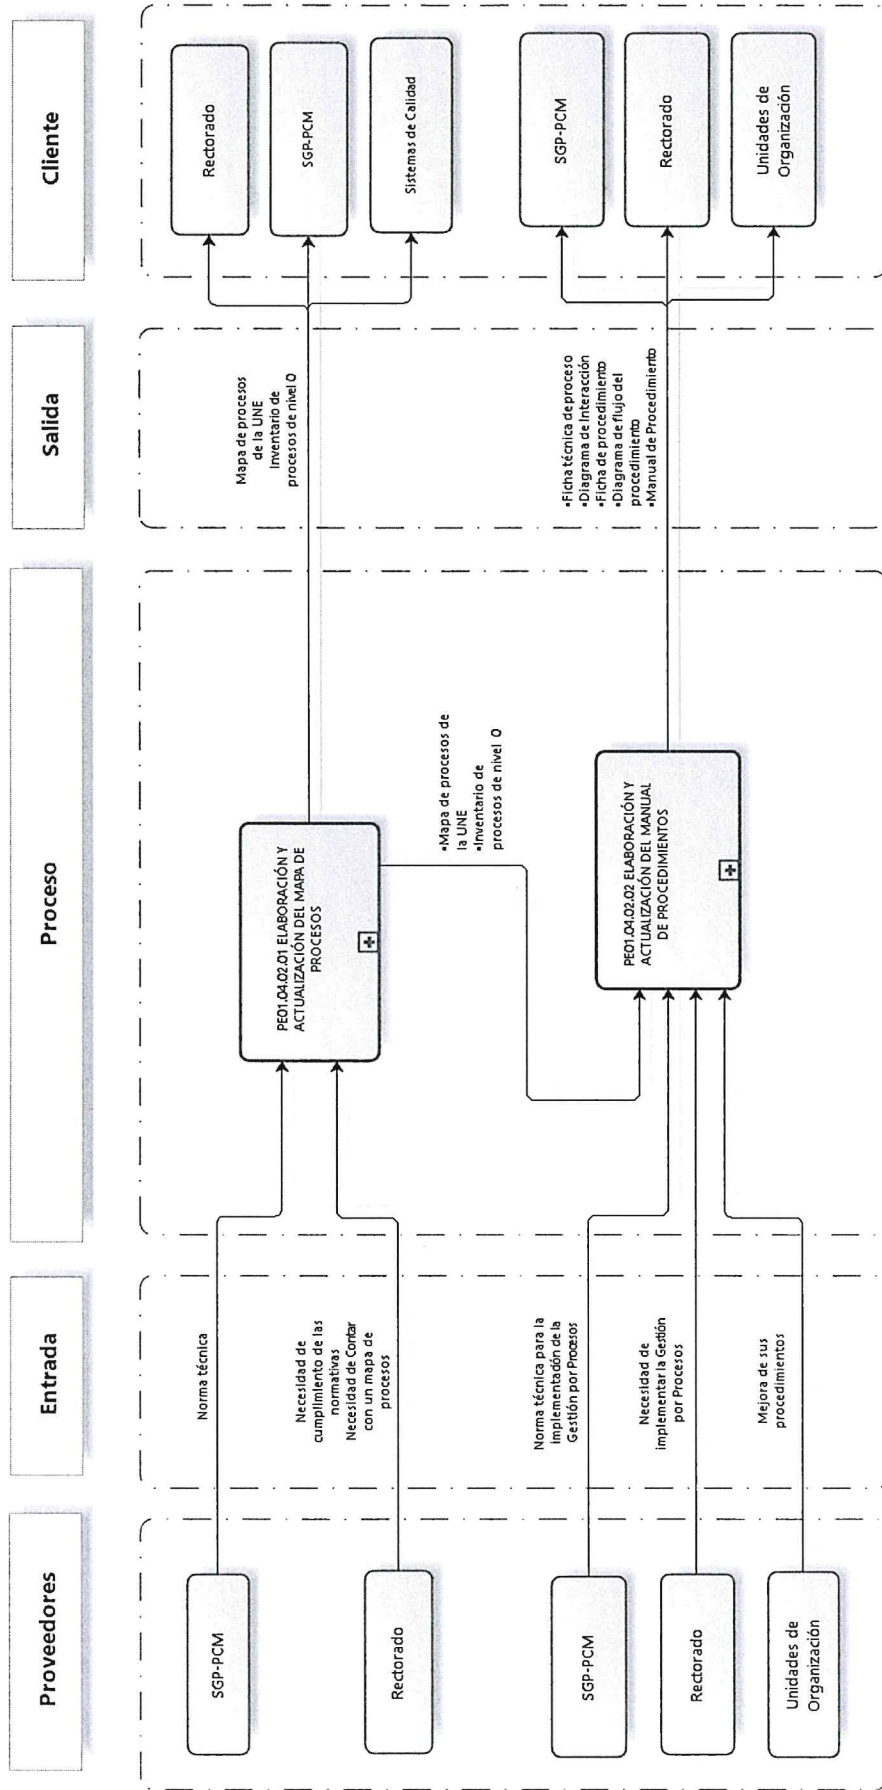 Proveedores
Entrada
Proceso
Salida
Cliente
SGP-PCM
Norma técnica
Rectorado
Necesidad de
cumplimiento de las
normativas
Necesidad de Contar
con un mapa de
procesos
PE01.04.02.01 ELABORACIÓN Y
ACTUALIZACIÓN DEL MAPA DE
PROCESOS
Mapa de procesos
de la UNE
Inventario de
procesos de nivel 0
Rectorado
SGP-PCM
Sistemas de Calidad
▪Mapa de procesos de
la UNE
▪Inventario de
procesos de nivel 0
SGP-PCM
Norma técnica para la
implementación de la
Gestión por Procesos
Rectorado
Necesidad de
implementar la Gestión
por Procesos
Unidades de
Organización
Mejora de sus
procedimientos
PE01.04.02.02 ELABORACIÓN Y
ACTUALIZACIÓN DEL MANUAL
DE PROCEDIMIENTOS
▪Ficha técnica de proceso
▪Diagrama de Interacción
▪Ficha de procedimiento
▪Diagrama de flujo del
procedimiento
▪Manual de Procedimiento
SGP-PCM
Rectorado
Unidades de
Organización